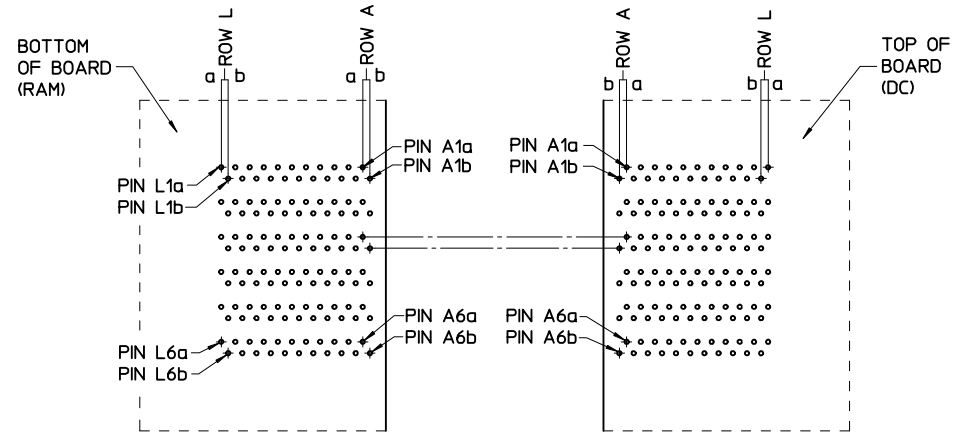 ROW L
ROW A
ROW A
ROW L
BOTTOM
OF BOARD
(RAM)
TOP OF
BOARD
(DC)
a b
a b
b a
b a
PIN A1a
PIN A1b
PIN A1a
PIN A1b
PIN L1a
PIN L1b
PIN A6a
PIN A6b
PIN A6a
PIN A6b
PIN L6a
PIN L6b